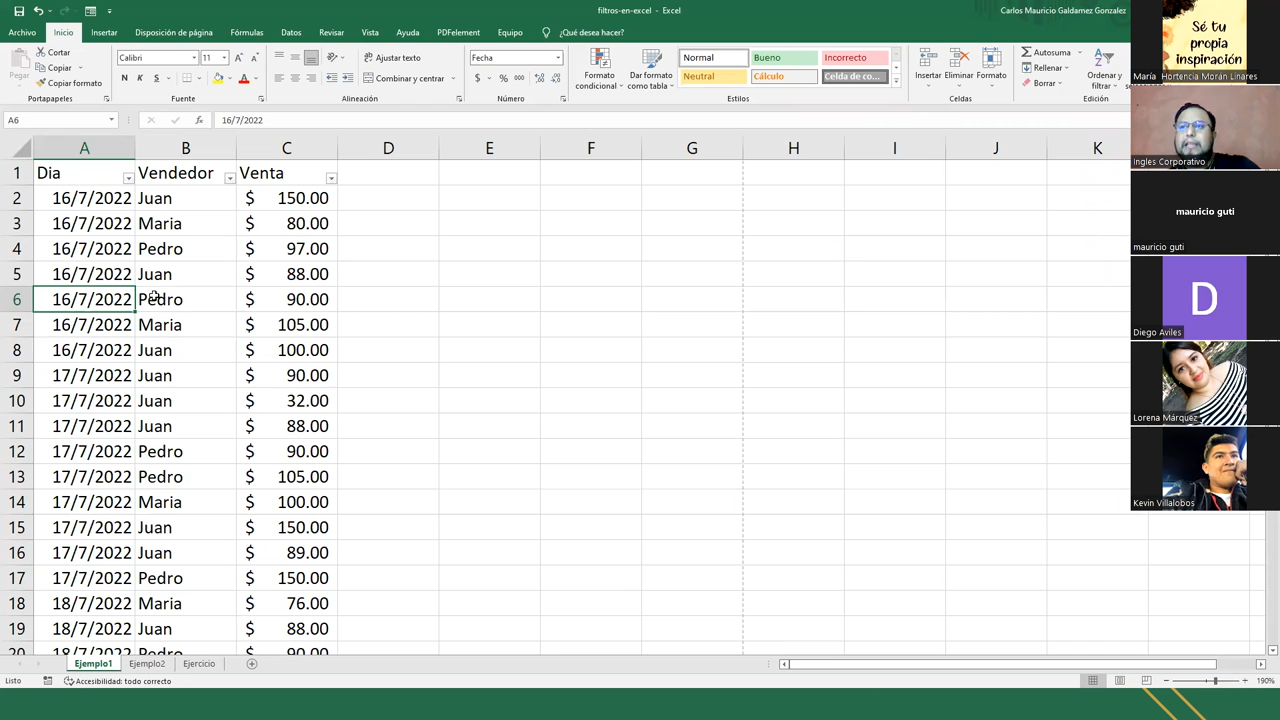 filtros-en-excel - Excel
Carlos Mauricio Galdamez Gonzalez
Archivo Inicio Insertar Disposición de página Fórmulas Datos Revisar Vista Ayuda PDFelement Equipo ¿Qué desea hacer?
Pegar
Cortar
Copiar
Copiar formato
Portapapeles
Calibri 11
N K S
Fuente
Ajustar texto
Combinar y centrar
Alineación
Fecha
$ % 000
Número
Formato condicional
Dar formato como tabla
Normal Bueno Incorrecto
Neutral Cálculo Celda de co...
Estilos
Insertar Eliminar Formato
Celdas
Autosuma
Rellenar
Borrar
Ordenar y filtrar
Edición
A6 fx 16/7/2022
A B C D E F G H I J K
1 Dia Vendedor Venta
2 16/7/2022 Juan $ 150.00
3 16/7/2022 Maria $ 80.00
4 16/7/2022 Pedro $ 97.00
5 16/7/2022 Juan $ 88.00
6 16/7/2022 Pedro $ 90.00
7 16/7/2022 Maria $ 105.00
8 16/7/2022 Juan $ 100.00
9 17/7/2022 Juan $ 90.00
10 17/7/2022 Juan $ 32.00
11 17/7/2022 Juan $ 88.00
12 17/7/2022 Pedro $ 90.00
13 17/7/2022 Pedro $ 105.00
14 17/7/2022 Maria $ 100.00
15 17/7/2022 Juan $ 150.00
16 17/7/2022 Juan $ 89.00
17 17/7/2022 Pedro $ 150.00
18 18/7/2022 Maria $ 76.00
19 18/7/2022 Juan $ 88.00
20 18/7/2022 Pedro $ 90.00
Ejemplo1 Ejemplo2 Ejercicio
Listo Accesibilidad: todo correcto 190%
Sé tu
propia
inspiración
María Hortencia Morán Linares
Ingles Corporativo
mauricio guti
mauricio guti
D
Diego Aviles
Lorena Márquez
Kevin Villalobos